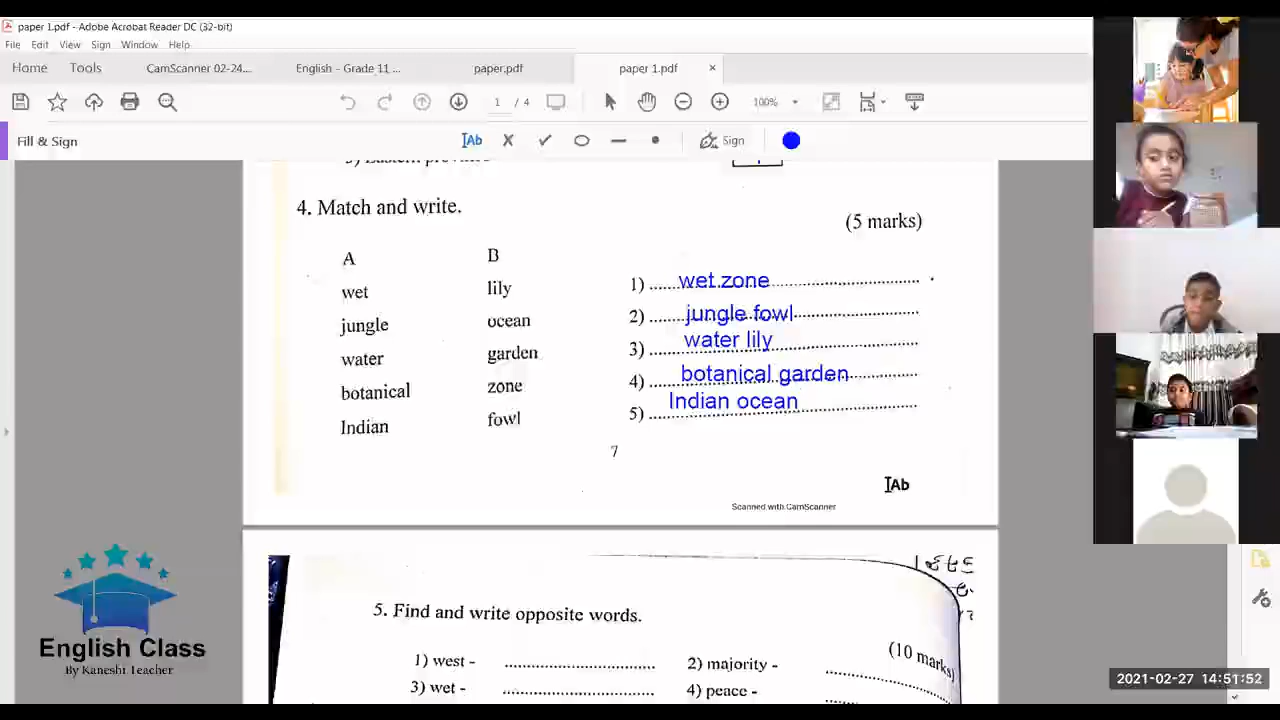 paper 1.pdf - Adobe Acrobat Reader DC (32-bit)
File Edit View Sign Window Help
Home Tools CamScanner 02-24... English - Grade 11 ... paper.pdf paper 1.pdf ×
1 / 4 100%
Fill & Sign IAb Sign
4. Match and write.
(5 marks)
A B
wet lily
jungle ocean
water garden
botanical zone
Indian fowl
1) wet zone
2) jungle fowl
3) water lily
4) botanical garden
5) Indian ocean
7
IAb
Scanned with CamScanner
5. Find and write opposite words.
(10 marks)
1) west - .......... 2) majority - ..........
3) wet - .......... 4) peace - ..........
English Class
By Kaneshi Teacher
2021-02-27 14:51:52